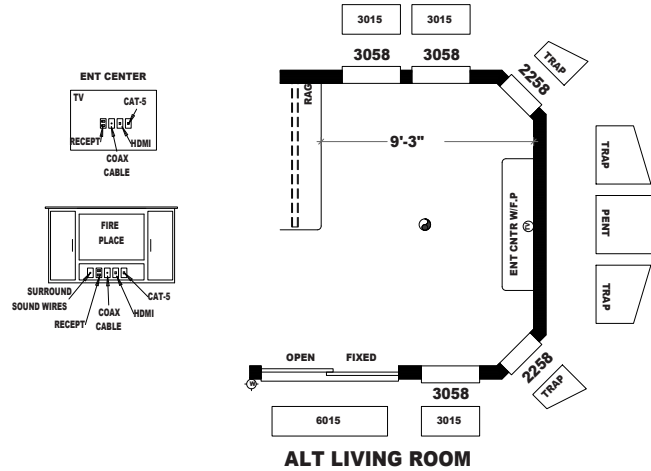 3015
3015
3058
3058
TRAP
2258
ENT CENTER
TV
CAT-5
RECEPT
HDMI
COAX
CABLE
RAG
9'-3"
TRAP
PENT
TRAP
ENT CNTR W/F.P
W
FIRE
PLACE
SURROUND
SOUND WIRES
CAT-5
HDMI
COAX
CABLE
RECEPT
OPEN
FIXED
W
2258
TRAP
3058
6015
3015
ALT LIVING ROOM